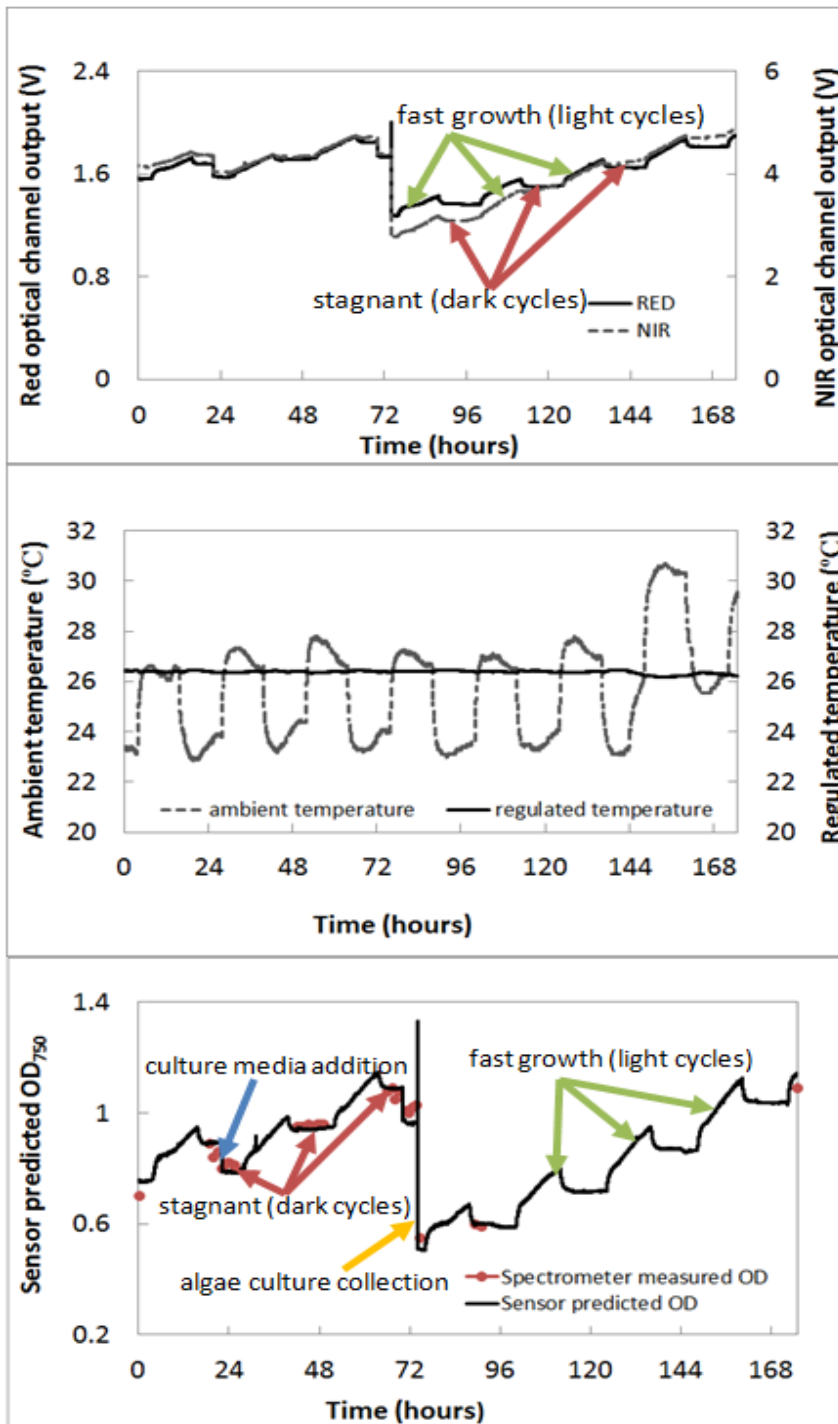 Red optical channel output (V)
2.4
1.6
0.8
0
fast growth (light cycles)
stagnant (dark cycles)
RED
NIR
6
4
2
0
NIR optical channel output (V)
0 24 48 72 96 120 144 168
Time (hours)
Ambient temperature (°C)
32
30
28
26
24
22
20
ambient temperature
regulated temperature
32
30
28
26
24
22
20
Regulated temperature (°C)
0 24 48 72 96 120 144 168
Time (hours)
Sensor predicted OD750
1.4
1
0.6
0.2
culture media addition
fast growth (light cycles)
stagnant (dark cycles)
algae culture collection
Spectrometer measured OD
Sensor predicted OD
0 24 48 72 96 120 144 168
Time (hours)